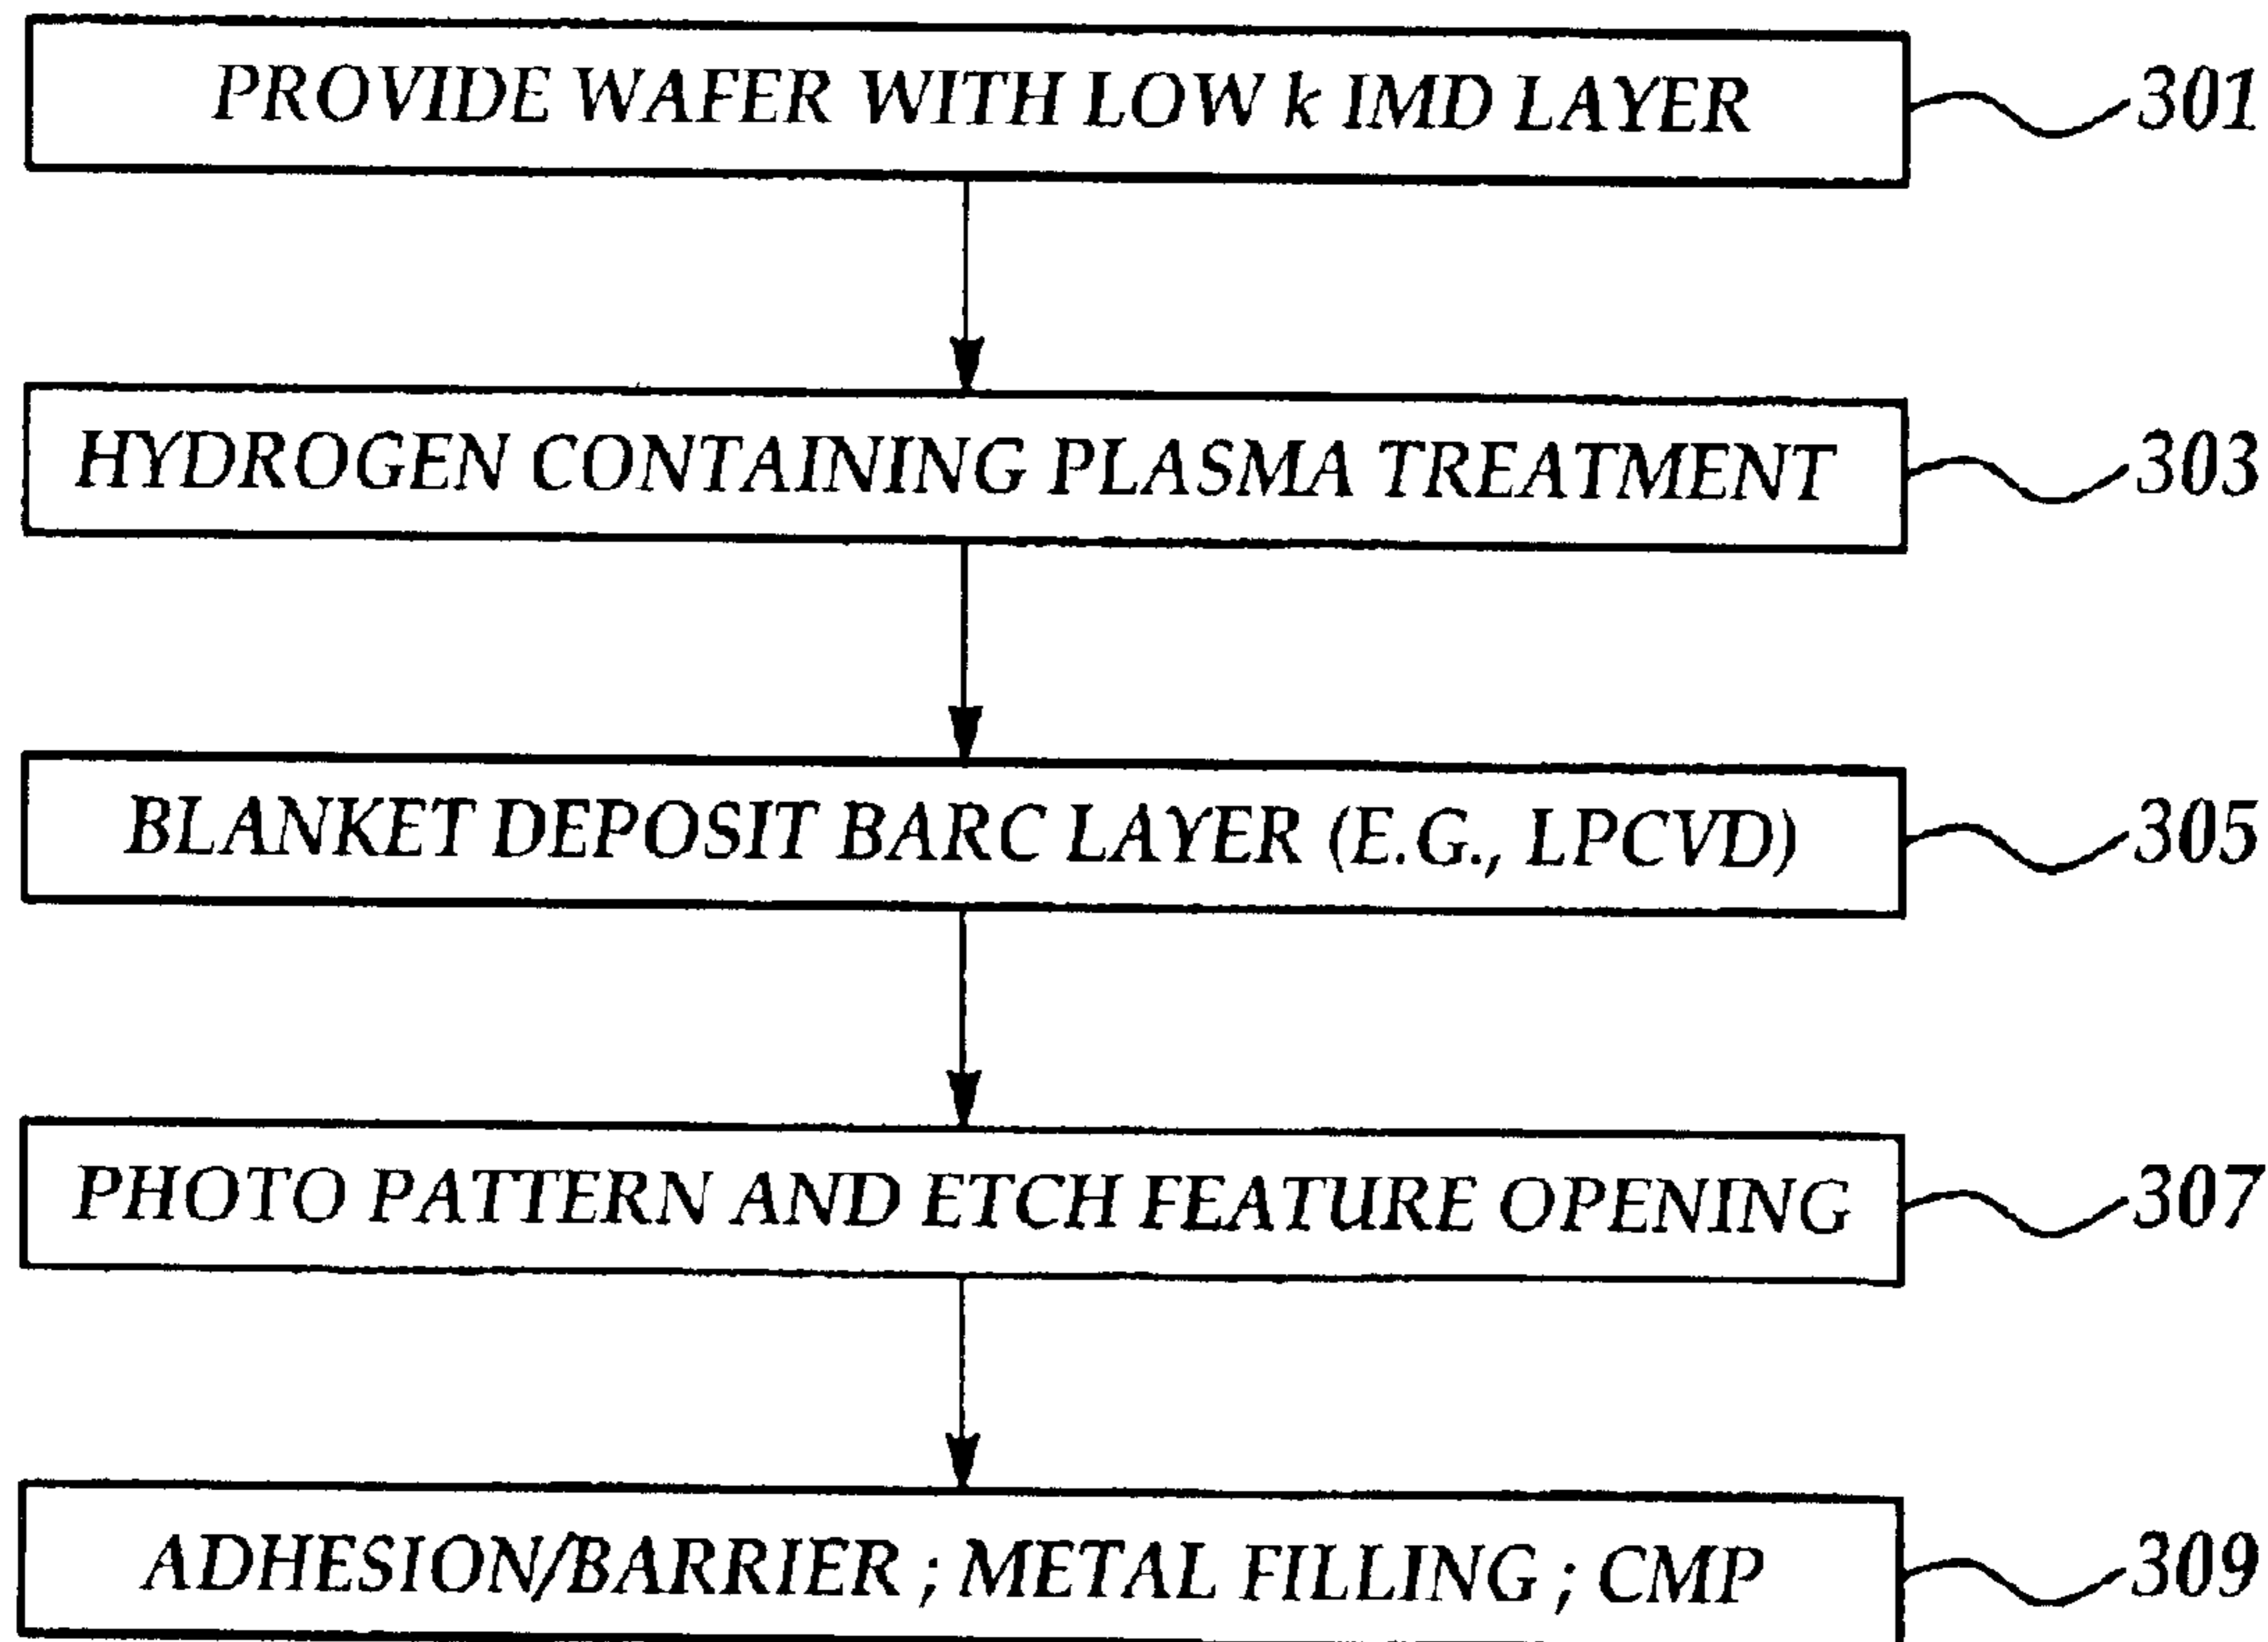 PROVIDE WAFER WITH LOW k IMD LAYER 301
HYDROGEN CONTAINING PLASMA TREATMENT 303
BLANKET DEPOSIT BARC LAYER (E.G., LPCVD) 305
PHOTO PATTERN AND ETCH FEATURE OPENING 307
ADHESION/BARRIER ; METAL FILLING ; CMP 309